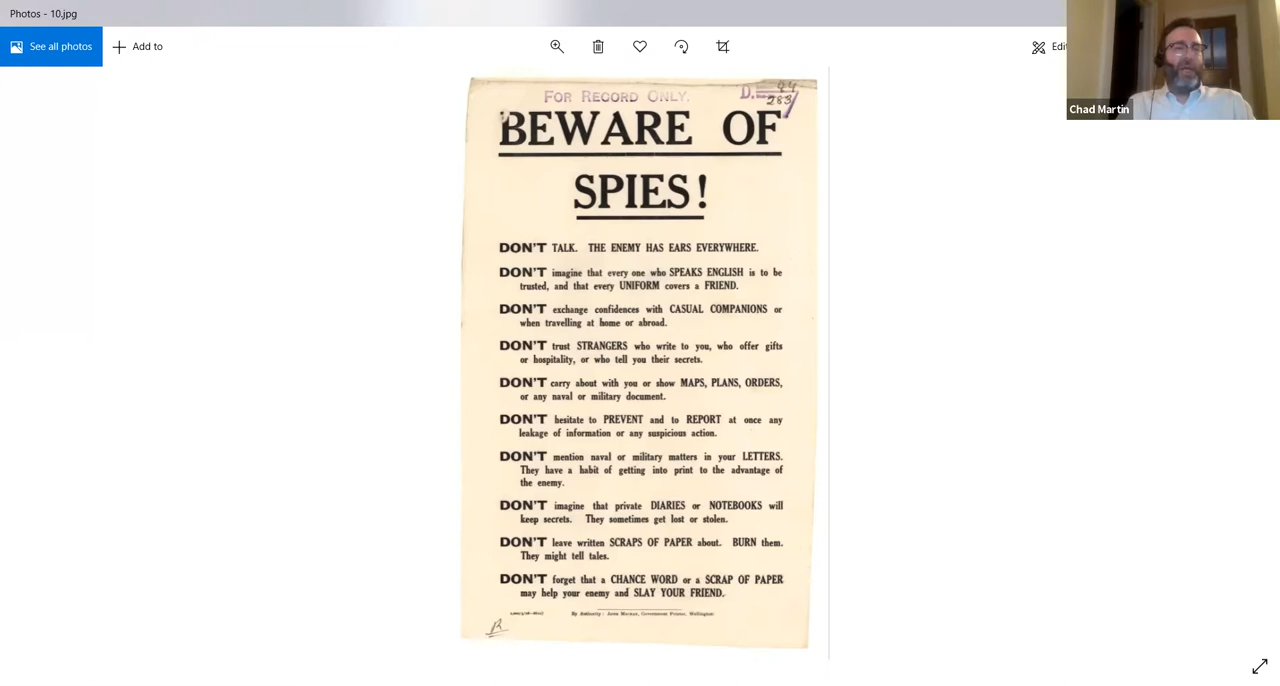 Photos - 10.jpg
See all photos
Add to
Edi
Chad Martin
FOR RECORD ONLY.
D. 84
283
BEWARE OF
SPIES!
DON'T TALK. THE ENEMY HAS EARS EVERYWHERE.
DON'T imagine that every one who SPEAKS ENGLISH is to be
trusted, and that every UNIFORM covers a FRIEND.
DON'T exchange confidences with CASUAL COMPANIONS or
when travelling at home or abroad.
DON'T trust STRANGERS who write to you, who offer gifts
or hospitality, or who tell you their secrets.
DON'T carry about with you or show MAPS, PLANS, ORDERS,
or any naval or military document.
DON'T hesitate to PREVENT and to REPORT at once any
leakage of information or any suspicious action.
DON'T mention naval or military matters in your LETTERS.
They have a habit of getting into print to the advantage of
the enemy.
DON'T imagine that private DIARIES or NOTEBOOKS will
keep secrets. They sometimes get lost or stolen.
DON'T leave written SCRAPS OF PAPER about. BURN them.
They might tell tales.
DON'T forget that a CHANCE WORD or a SCRAP OF PAPER
may help your enemy and SLAY YOUR FRIEND.
By Authority: Government Printer, Wellington
R